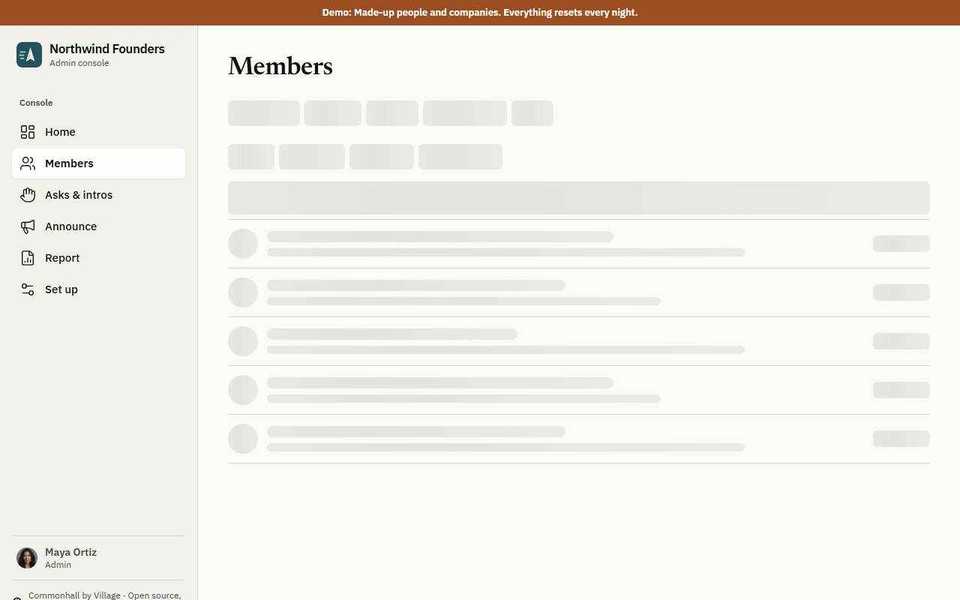 Demo: Made-up people and companies. Everything resets every night.
Northwind Founders
Admin console
Console
Home
Members
Asks & intros
Announce
Report
Set up
Maya Ortiz
Admin
Commonhall by Village · Open source,
Members